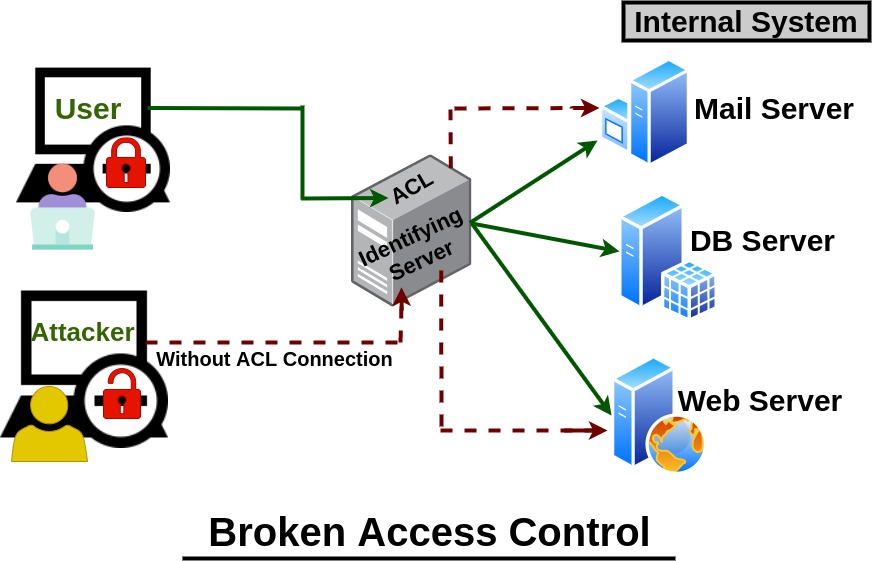 Internal System
User
Mail Server
ACL
Identifying
Server
DB Server
Attacker
Without ACL Connection
Web Server
Broken Access Control